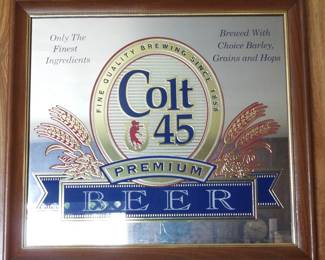 Only The
Finest
Ingredients
Brewed With
Choice Barley,
Grains and Hops
FINE QUALITY BREWING SINCE 1858
Colt
45
PREMIUM
BEER